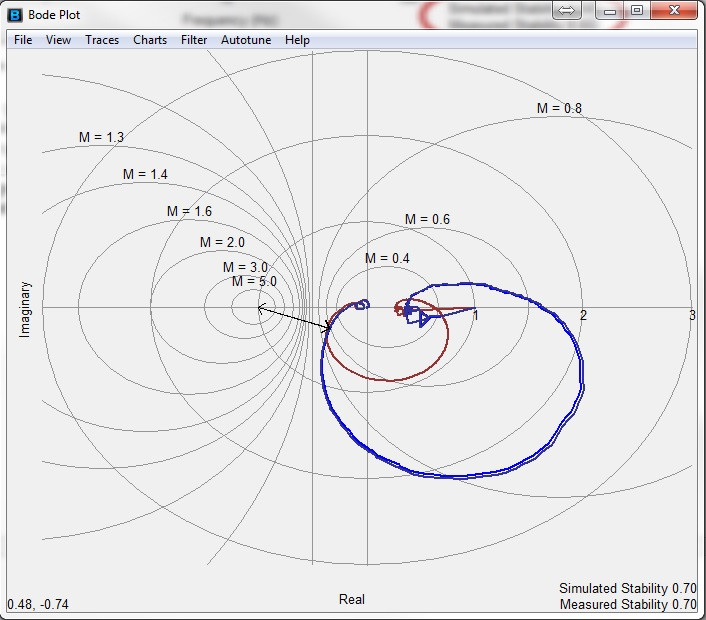 Bode Plot
File View Traces Charts Filter Autotune Help
M = 0.8
M = 1.3
M = 1.4
M = 1.6
M = 0.6
M = 2.0
M = 0.4
M = 3.0
M = 5.0
Imaginary
1 2 3
Real
Simulated Stability 0.70
0.48, -0.74
Measured Stability 0.70